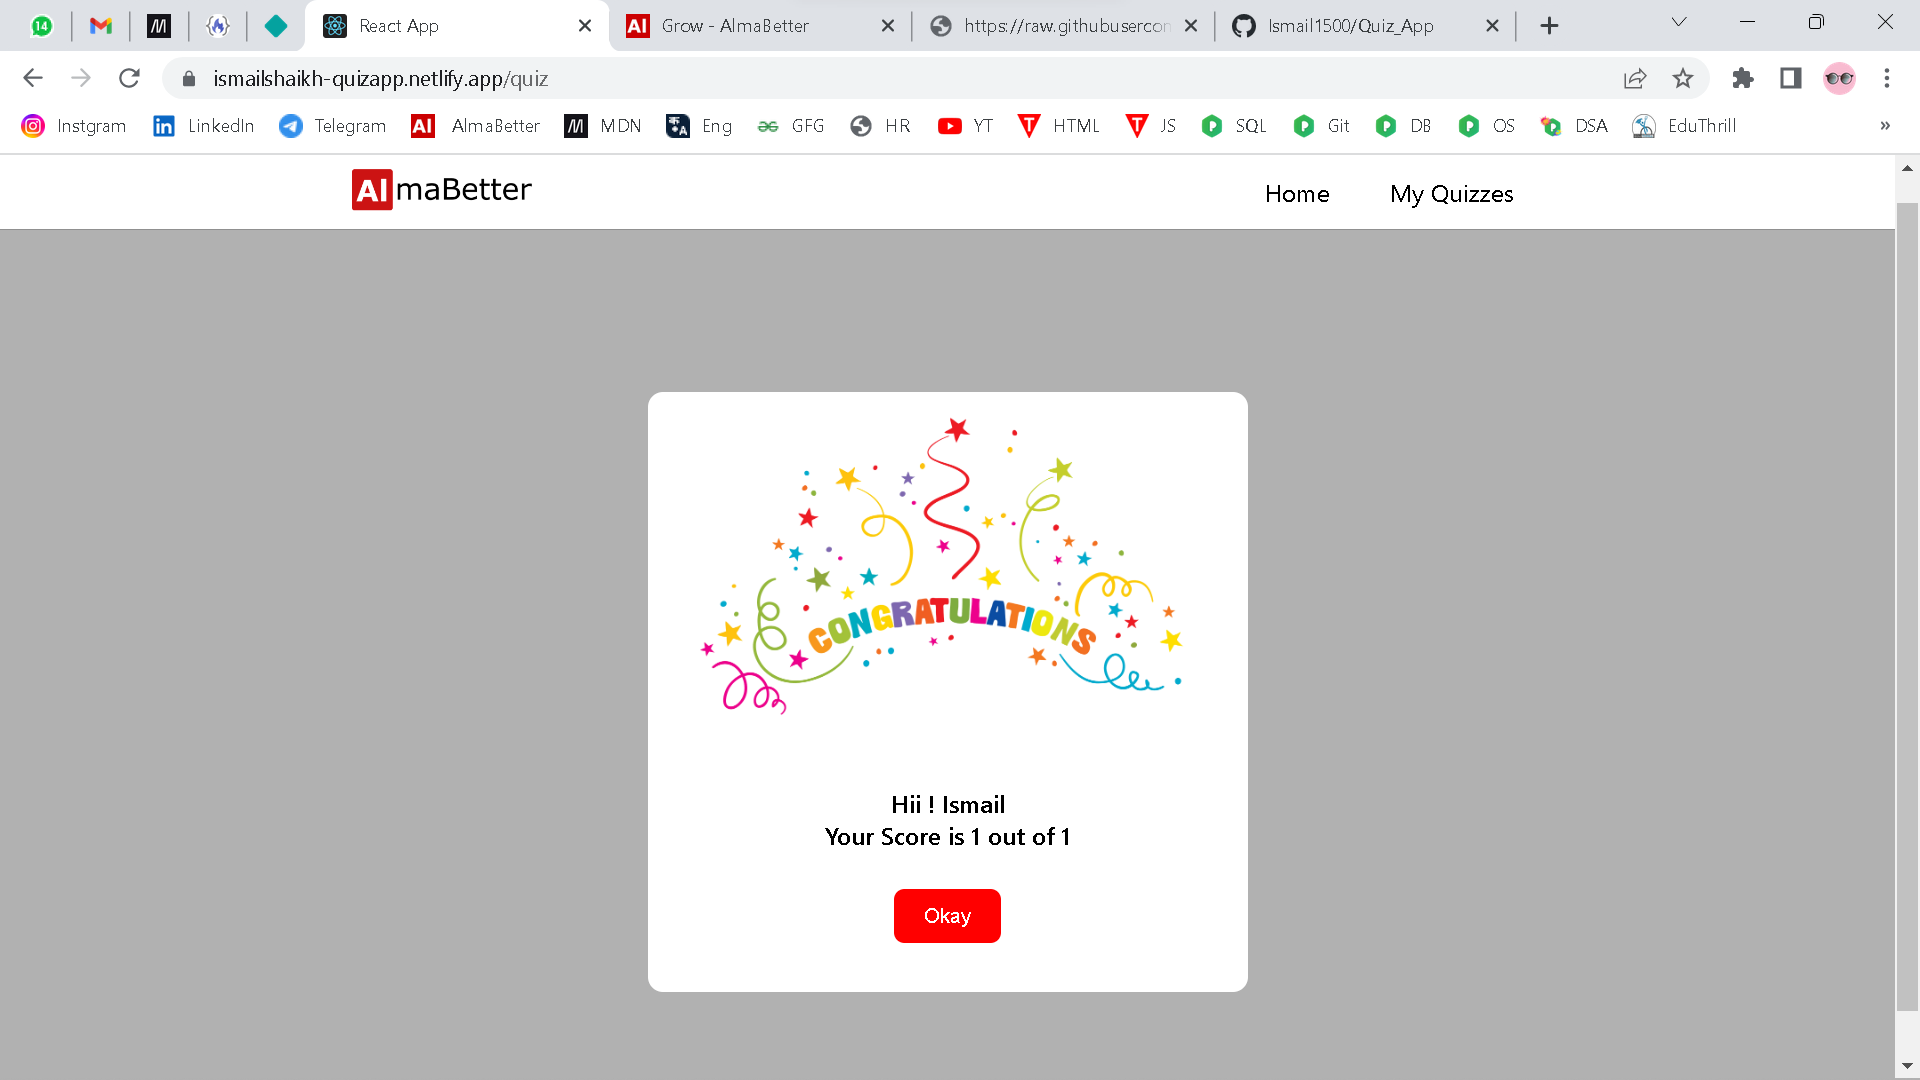 14
React App
Grow - AlmaBetter
https://raw.githubusercon
Ismail1500/Quiz_App
ismailshaikh-quizapp.netlify.app/quiz
Instgram
LinkedIn
Telegram
AI AlmaBetter
MDN
Eng
GFG
HR
YT
HTML
JS
SQL
Git
DB
OS
DSA
EduThrill
AlmaBetter
Home
My Quizzes
CONGRATULATIONS
Hii ! Ismail
Your Score is 1 out of 1
Okay